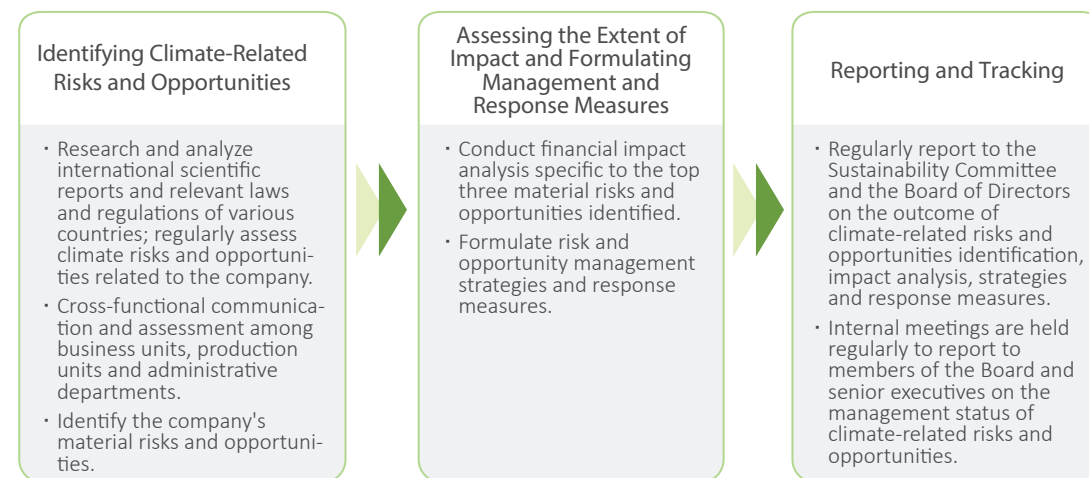 Identifying Climate-Related
Risks and Opportunities
· Research and analyze
international scientific
reports and relevant laws
and regulations of various
countries; regularly assess
climate risks and opportuni-
ties related to the company.
· Cross-functional communica-
tion and assessment among
business units, production
units and administrative
departments.
· Identify the company's
material risks and opportuni-
ties.
Assessing the Extent of
Impact and Formulating
Management and
Response Measures
· Conduct financial impact
analysis specific to the top
three material risks and
opportunities identified.
· Formulate risk and
opportunity management
strategies and response
measures.
Reporting and Tracking
· Regularly report to the
Sustainability Committee
and the Board of Directors
on the outcome of
climate-related risks and
opportunities identification,
impact analysis, strategies
and response measures.
· Internal meetings are held
regularly to report to
members of the Board and
senior executives on the
management status of
climate-related risks and
opportunities.